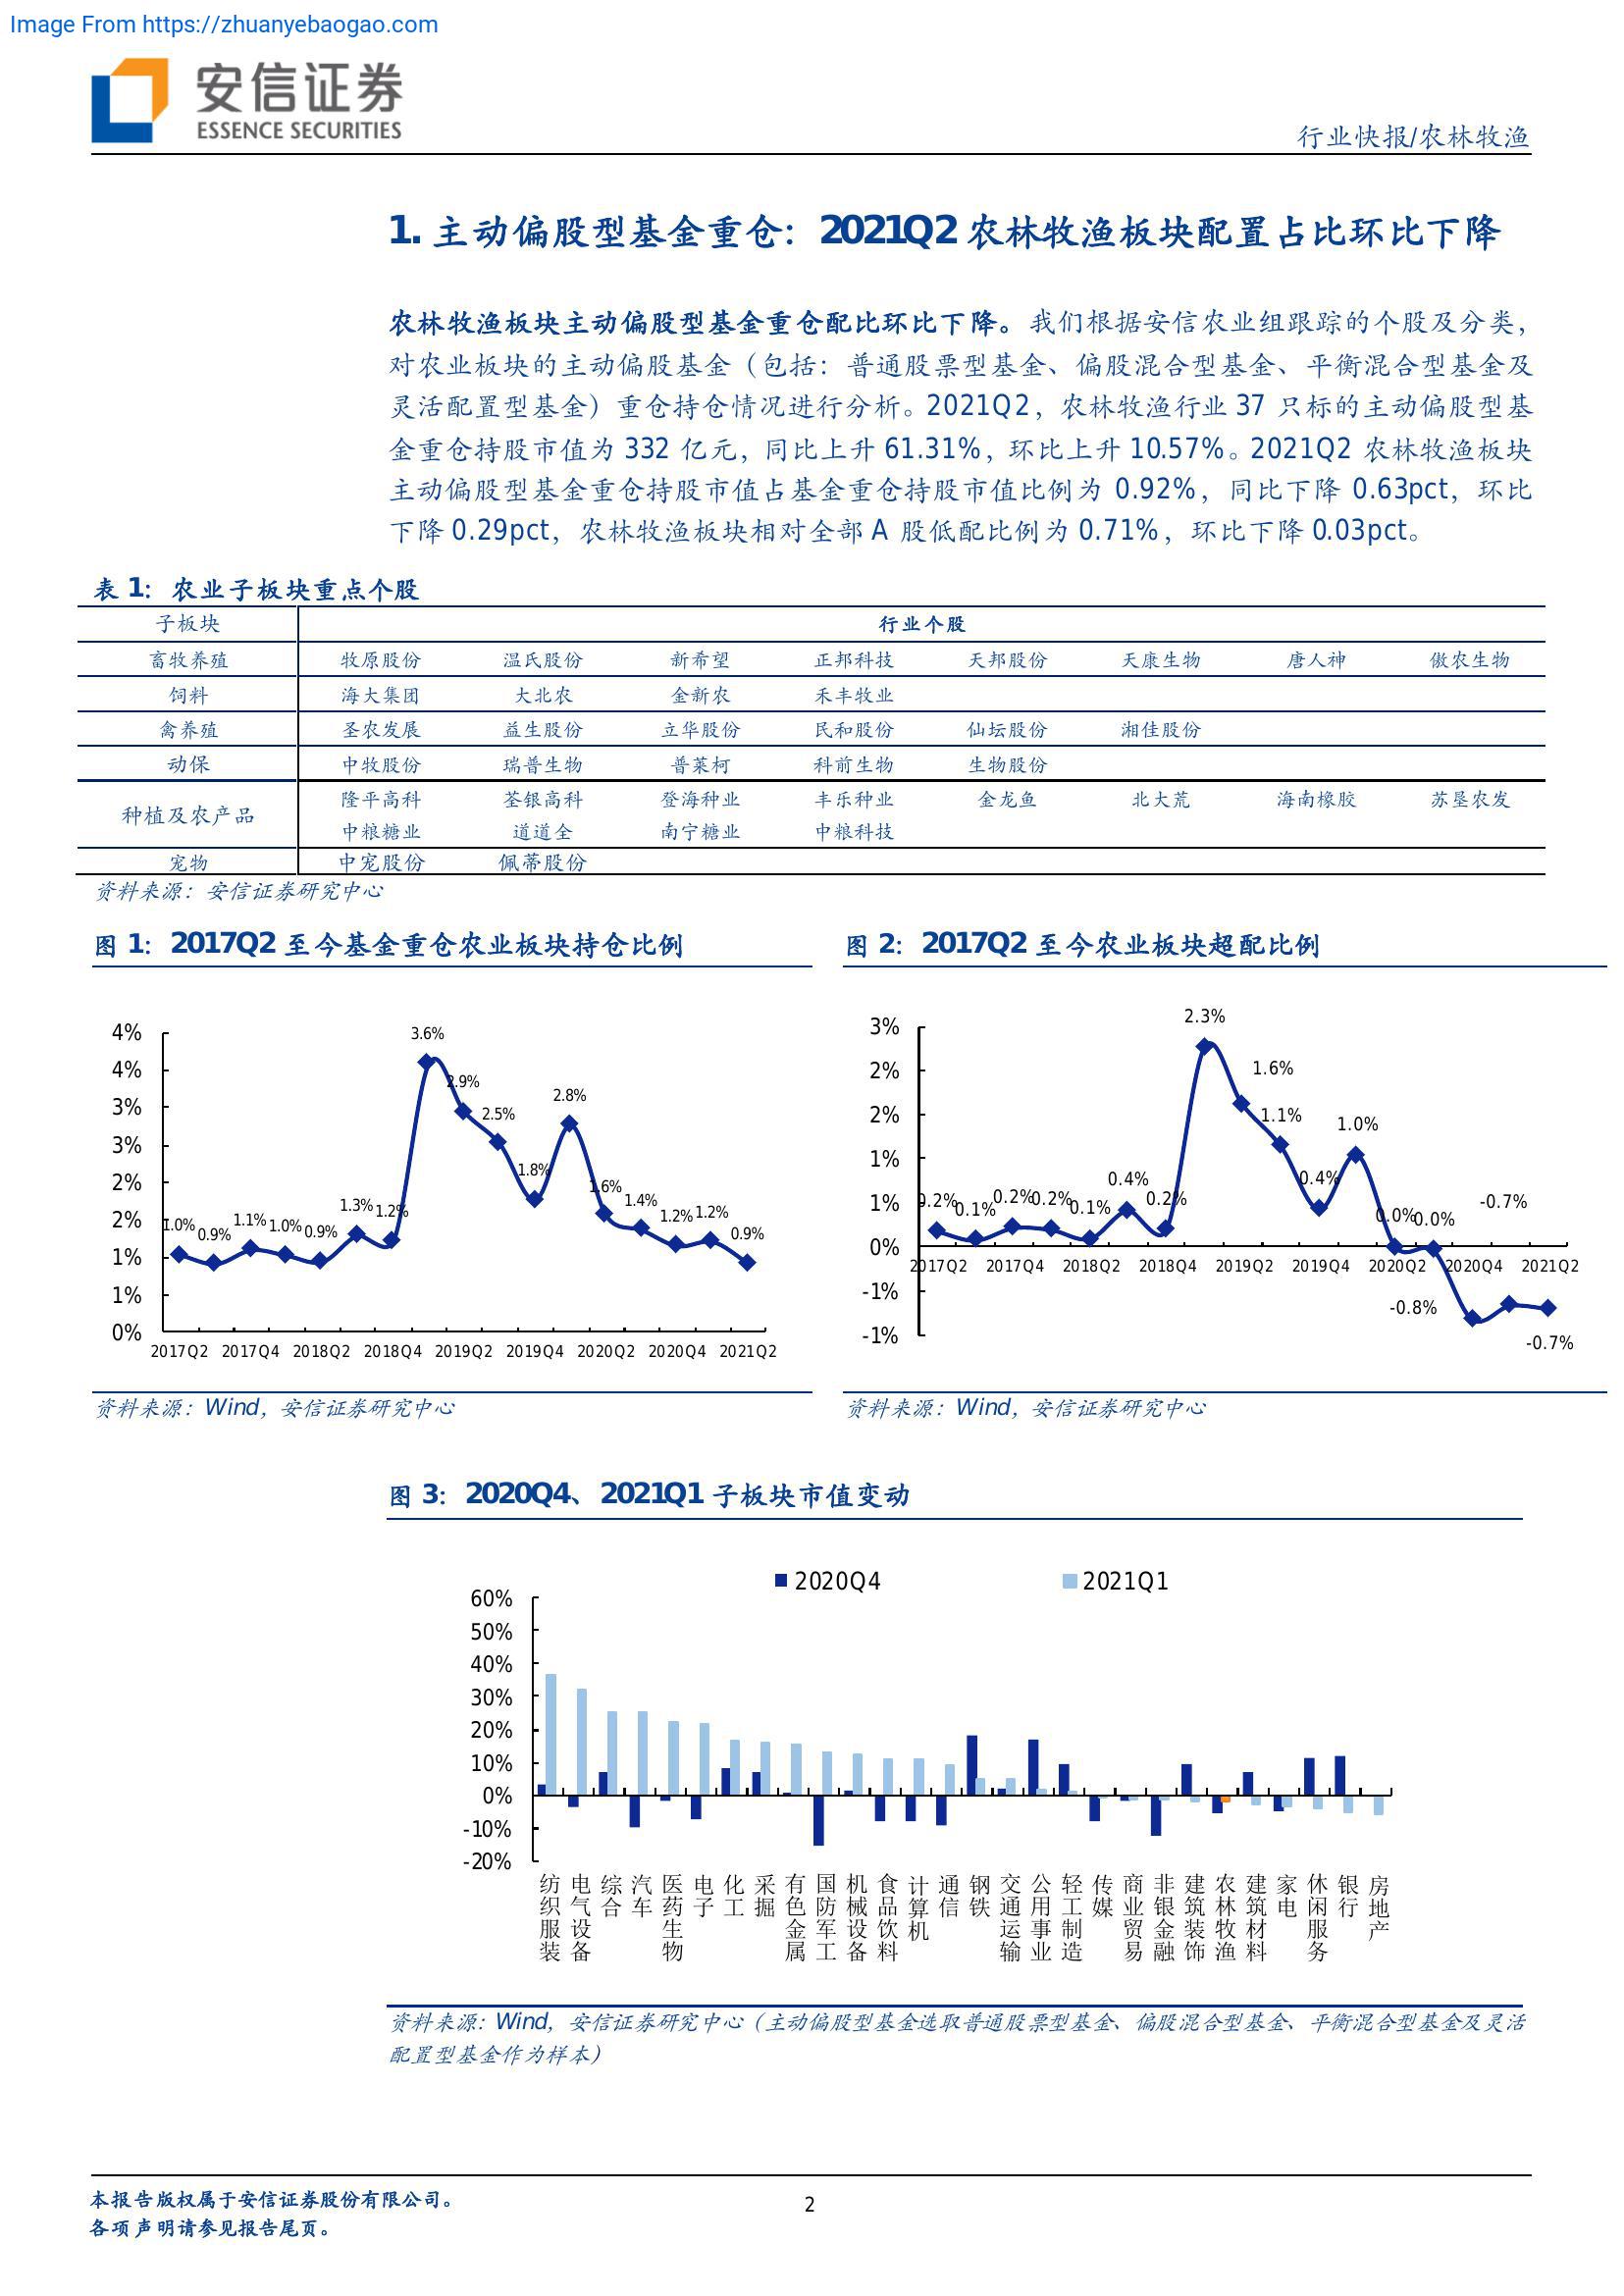 Image From https://zhuanyebaogao.com
安信证券
ESSENCE SECURITIES
行业快报/农林牧渔
1. 主动偏股型基金重仓：2021Q2 农林牧渔板块配置占比环比下降
农林牧渔板块主动偏股型基金重仓配比环比下降。我们根据安信农业组跟踪的个股及分类，
对农业板块的主动偏股基金（包括：普通股票型基金、偏股混合型基金、平衡混合型基金及
灵活配置型基金）重仓持仓情况进行分析。2021Q2，农林牧渔行业 37 只标的主动偏股型基
金重仓持股市值为 332 亿元，同比上升 61.31%，环比上升 10.57%。2021Q2 农林牧渔板块
主动偏股型基金重仓持股市值占基金重仓持股市值比例为 0.92%，同比下降 0.63pct，环比
下降 0.29pct，农林牧渔板块相对全部 A 股低配比例为 0.71%，环比下降 0.03pct。
表 1：农业子板块重点个股
子板块 行业个股
畜牧养殖 牧原股份 温氏股份 新希望 正邦科技 天邦股份 天康生物 唐人神 傲农生物
饲料 海大集团 大北农 金新农 禾丰牧业
禽养殖 圣农发展 益生股份 立华股份 民和股份 仙坛股份 湘佳股份
动保 中牧股份 瑞普生物 普莱柯 科前生物 生物股份
种植及农产品 隆平高科 荃银高科 登海种业 丰乐种业 金龙鱼 北大荒 海南橡胶 苏垦农发
中粮糖业 道道全 南宁糖业 中粮科技
宠物 中宠股份 佩蒂股份
资料来源：安信证券研究中心
图 1：2017Q2 至今基金重仓农业板块持仓比例
4%
4%
3%
3%
2%
2%
1%
1%
0%
1.0% 0.9% 1.1% 1.0% 0.9% 1.3% 1.2% 3.6% 2.9% 2.5% 1.8% 2.8% 1.6% 1.4% 1.2% 1.2% 0.9%
2017Q2 2017Q4 2018Q2 2018Q4 2019Q2 2019Q4 2020Q2 2020Q4 2021Q2
资料来源：Wind，安信证券研究中心
图 2：2017Q2 至今农业板块超配比例
3%
2%
2%
1%
1%
0%
-1%
-1%
0.2% 0.1% 0.2% 0.2% 0.1% 0.4% 0.2% 2.3% 1.6% 1.1% 0.4% 1.0% 0.0% 0.0% -0.8% -0.7% -0.7%
2017Q2 2017Q4 2018Q2 2018Q4 2019Q2 2019Q4 2020Q2 2020Q4 2021Q2
资料来源：Wind，安信证券研究中心
图 3：2020Q4、2021Q1 子板块市值变动
2020Q4 2021Q1
60%
50%
40%
30%
20%
10%
0%
-10%
-20%
纺织服装 电气设备 综合 汽车 医药生物 电子 化工 采掘 有色金属 国防军工 机械设备 食品饮料 计算机 通信 钢铁 交通运输 公用事业 轻工制造 传媒 商业贸易 非银金融 建筑装饰 农林牧渔 建筑材料 家电 休闲服务 银行 房地产
资料来源：Wind，安信证券研究中心（主动偏股型基金选取普通股票型基金、偏股混合型基金、平衡混合型基金及灵活
配置型基金作为样本）
本报告版权属于安信证券股份有限公司。
各项声明请参见报告尾页。
2